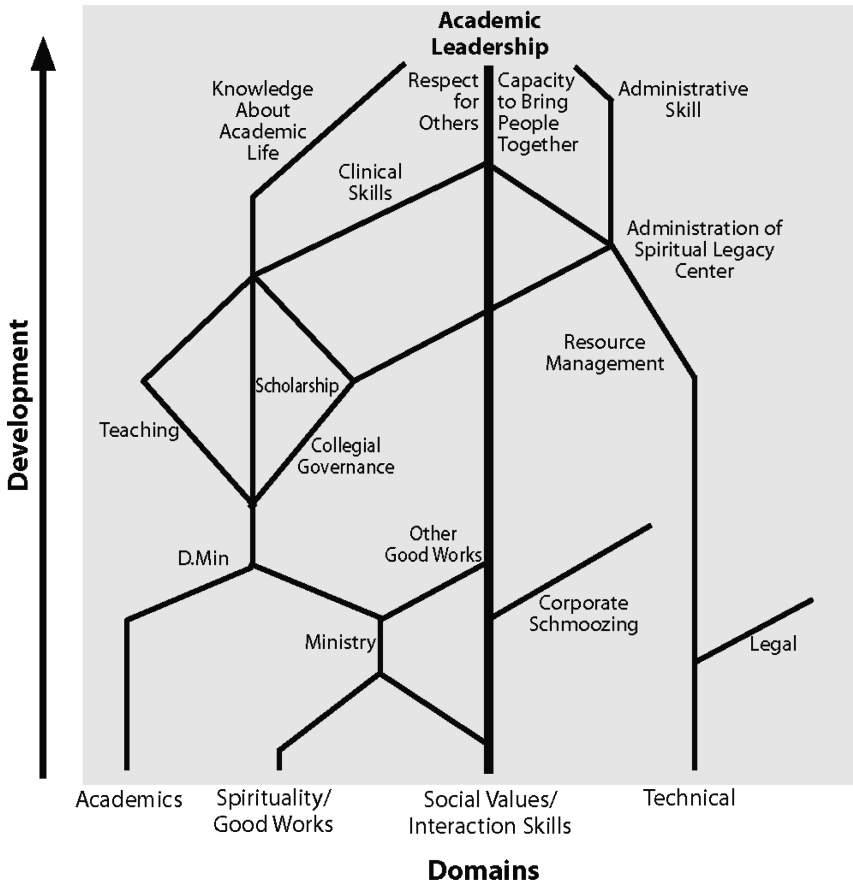 Academic
Leadership
Knowledge
About
Academic
Life
Respect
for
Others
Capacity
to Bring
People
Together
Administrative
Skill
Clinical
Skills
Administration of
Spiritual Legacy
Center
Resource
Management
Scholarship
Teaching
Collegial
Governance
Development
Other
Good Works
D.Min
Corporate
Schmoozing
Ministry
Legal
Academics
Spirituality/
Good Works
Social Values/
Interaction Skills
Technical
Domains